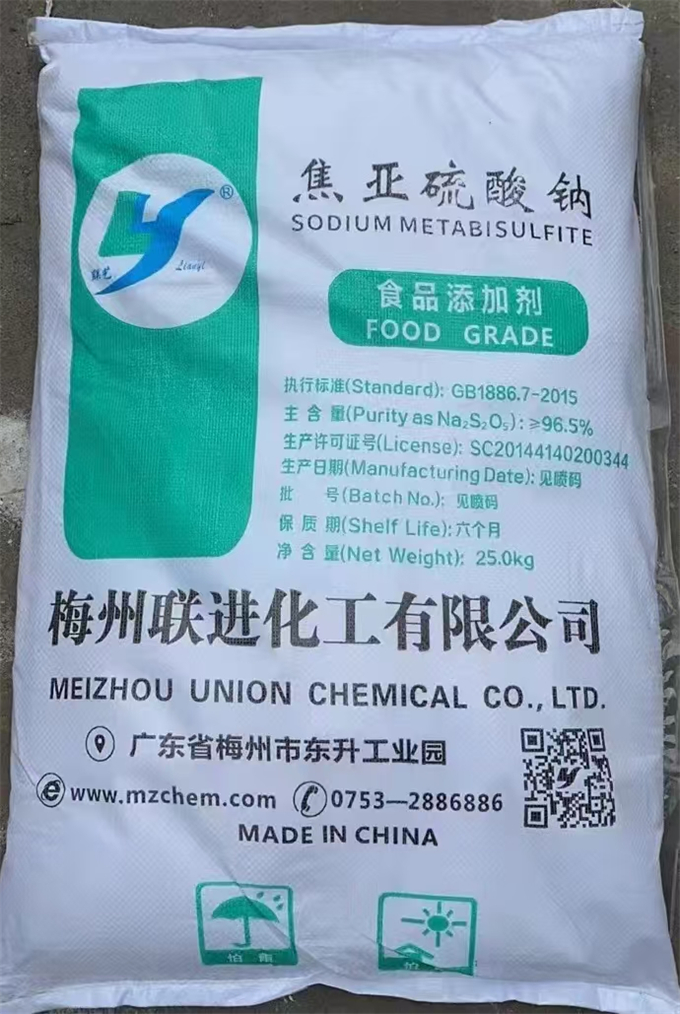 ®
联艺
Lianyi
焦亚硫酸钠
SODIUM METABISULFITE
食品添加剂
FOOD GRADE
执行标准(Standard): GB1886.7-2015
主含量(Purity as Na₂S₂O₅): ≥96.5%
生产许可证号(License): SC20144140200344
生产日期(Manufacturing Date): 见喷码
批 号(Batch No.): 见喷码
保质期(Shelf Life): 六个月
净含量(Net Weight): 25.0kg
梅州联进化工有限公司
MEIZHOU UNION CHEMICAL CO., LTD.
广东省梅州市东升工业园
www.mzchem.com 0753—2886886
MADE IN CHINA
怕雨